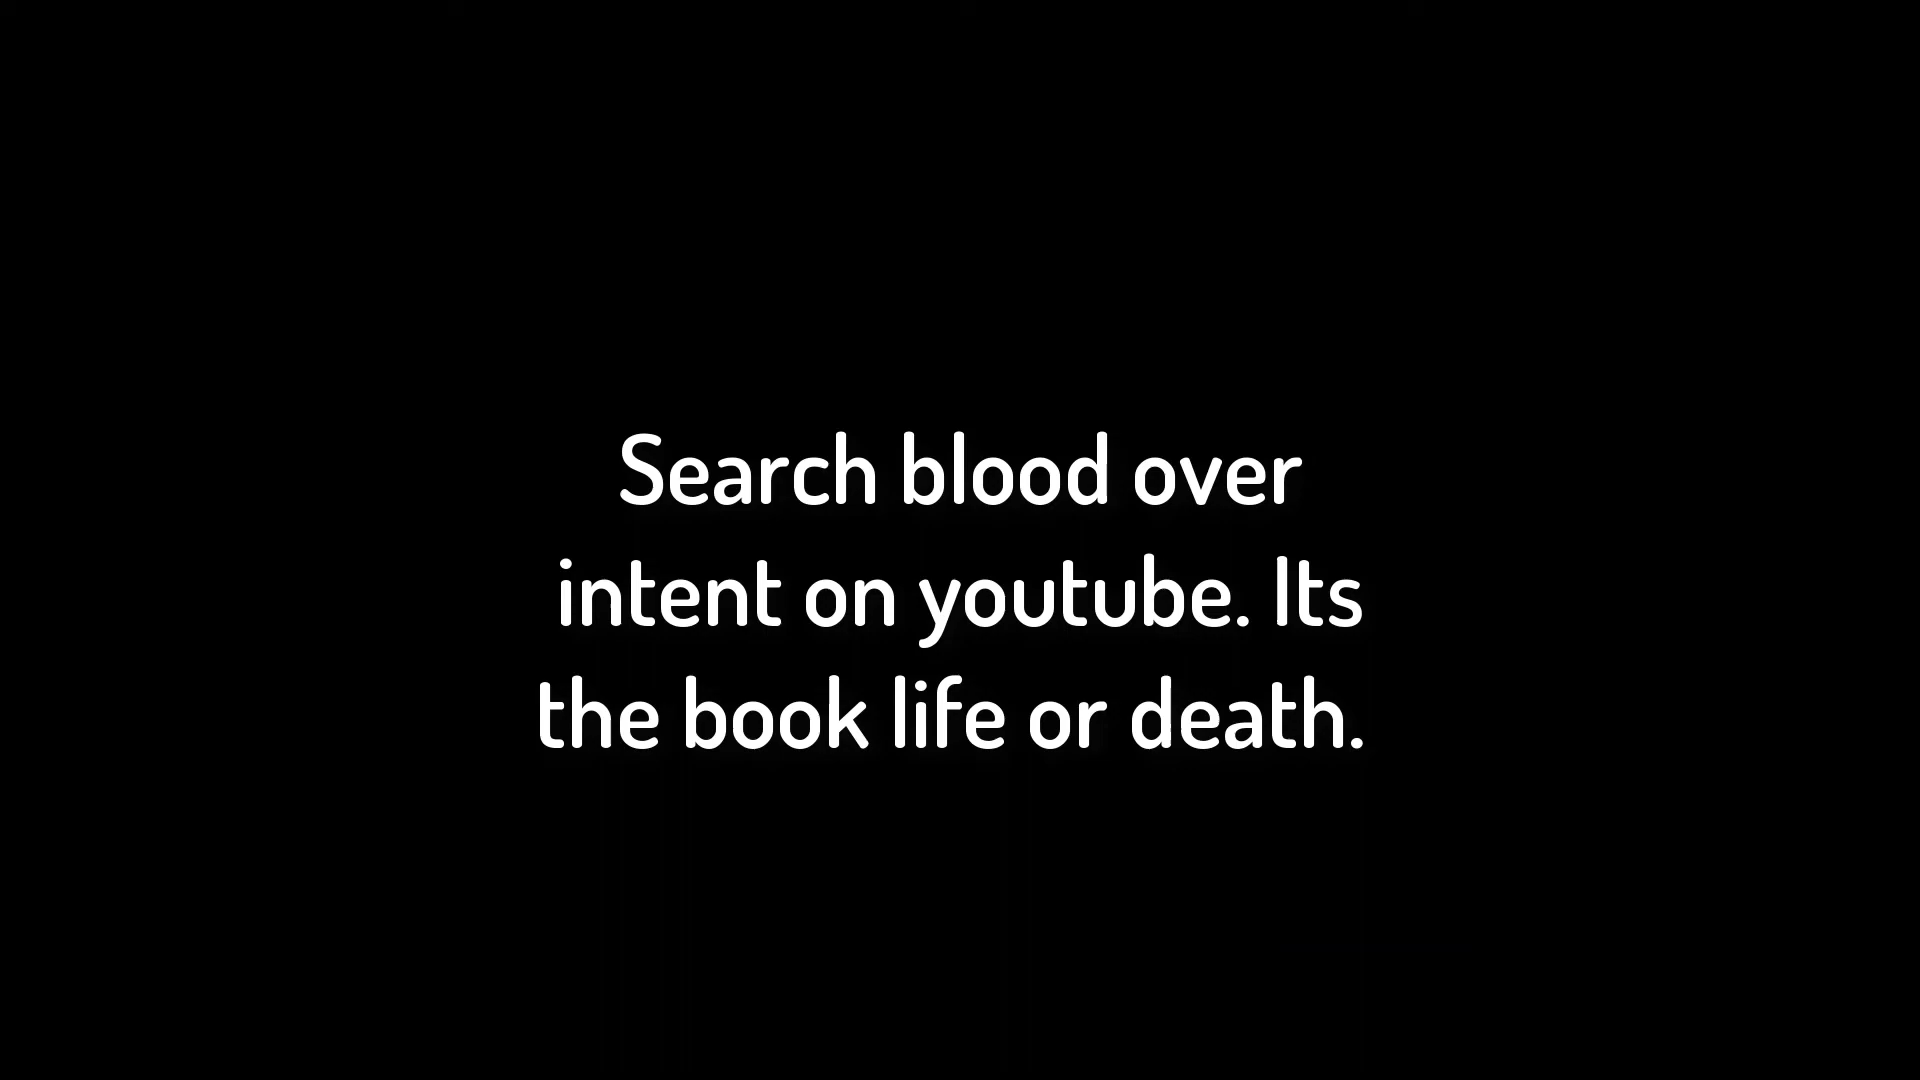 Search blood over
intent on youtube. Its
the book life or death.